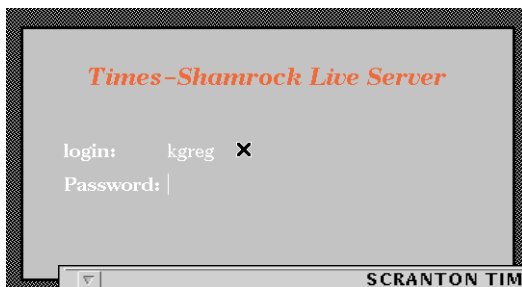 Times-Shamrock Live Server
login: kgreg
Password:
SCRANTON TIM